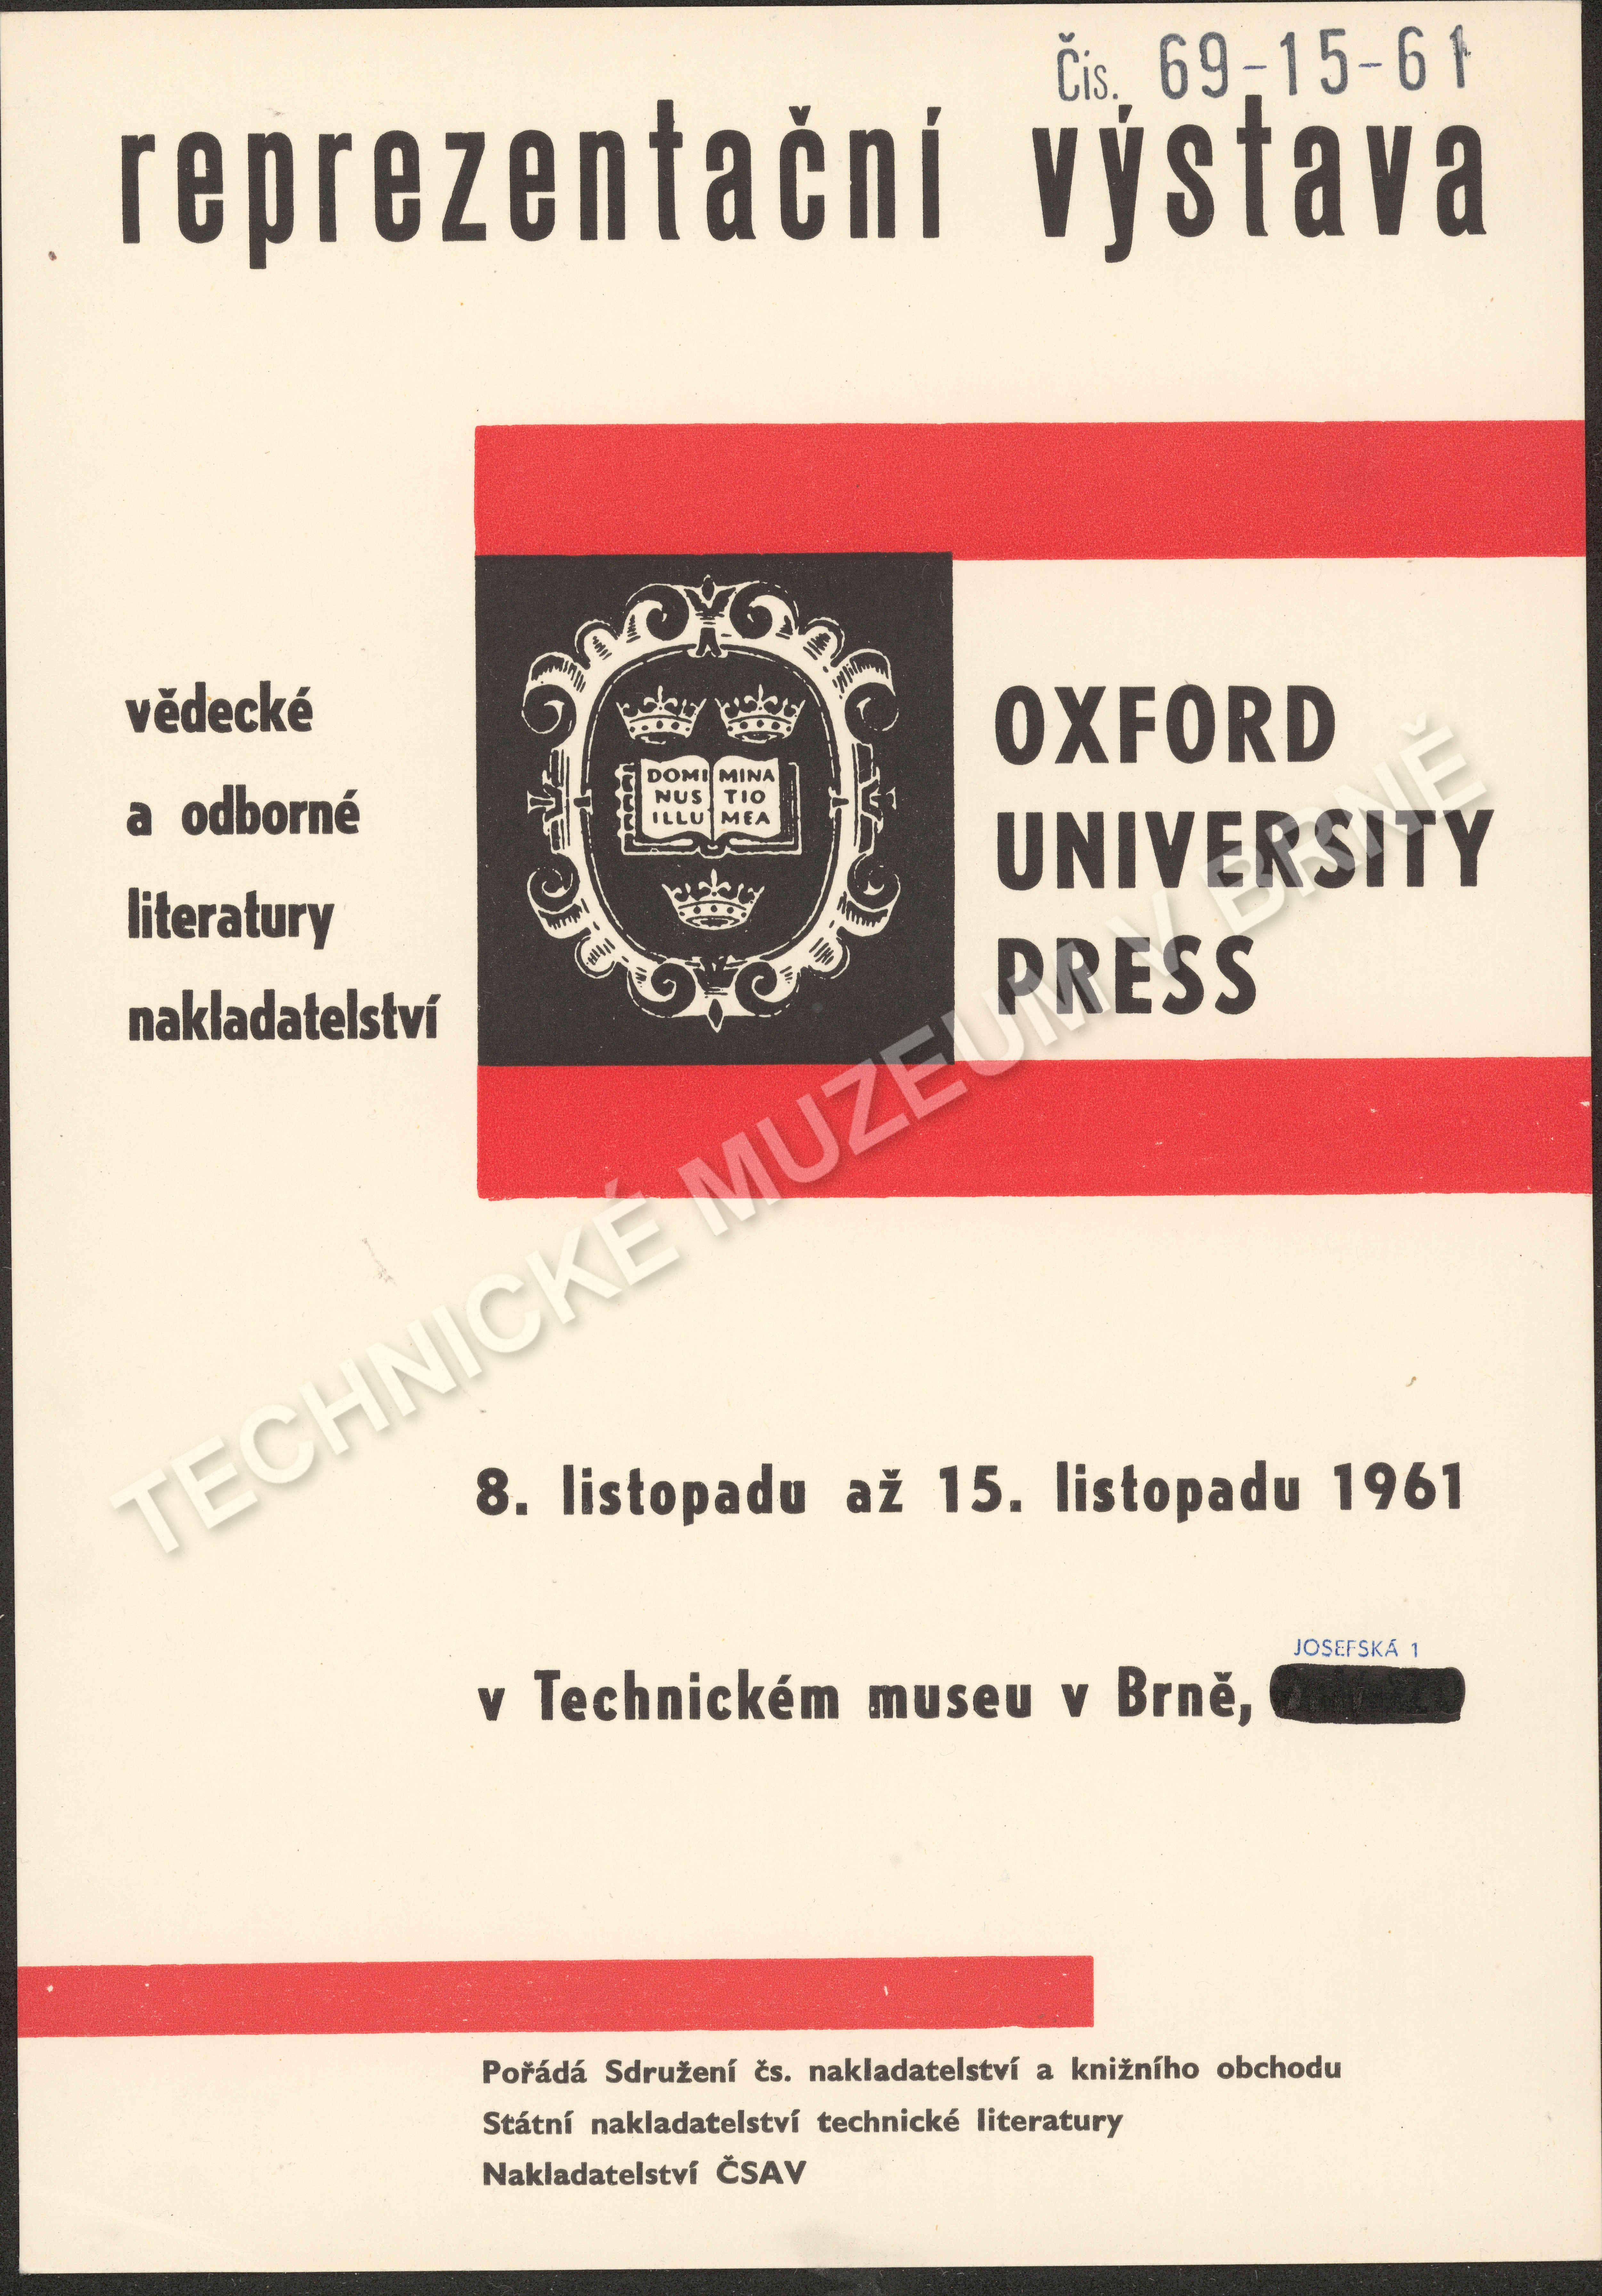 Čís. 69-15-61
reprezentační výstava
vědecké
a odborné
literatury
nakladatelství
DOMI MINA
NUS TIO
ILLU MEA
OXFORD
UNIVERSITY
PRESS
TECHNICKÉ MUZEUM V BRNĚ
8. listopadu až 15. listopadu 1961
JOSEFSKÁ 1
v Technickém museu v Brně,
Pořádá Sdružení čs. nakladatelství a knižního obchodu
Státní nakladatelství technické literatury
Nakladatelství ČSAV